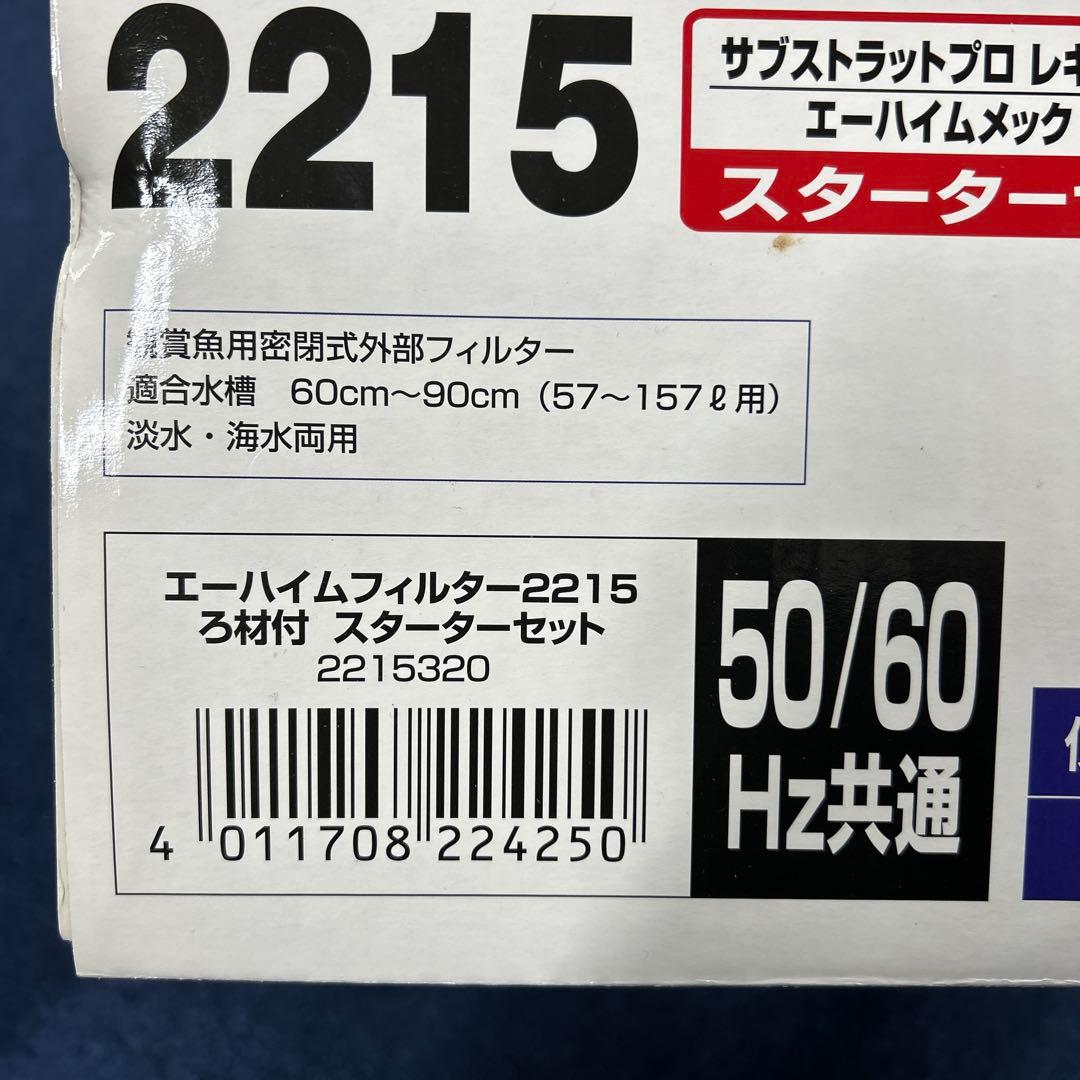 2215
サブストラットプロ レギ
エーハイムメック
スターター
観賞魚用密閉式外部フィルター
適合水槽 60cm～90cm（57～157ℓ用）
淡水・海水両用
エーハイムフィルター2215
ろ材付 スターターセット
2215320
4 011708 224250
50/60
Hz共通